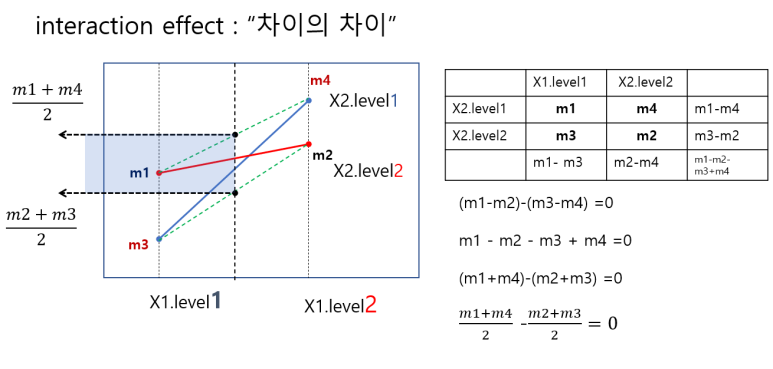 interaction effect : “차이의 차이”
m1 + m4
2
m2 + m3
2
m4
X2.level1
m1
m2
X2.level2
m3
X1.level1
X1.level2
X1.level1 X2.level2
X2.level1 m1 m4 m1-m4
X2.level2 m3 m2 m3-m2
m1- m3 m2-m4 m1-m2-
m3+m4
(m1-m2)-(m3-m4) =0
m1 - m2 - m3 + m4 =0
(m1+m4)-(m2+m3) =0
m1+m4 - m2+m3 = 0
2 2